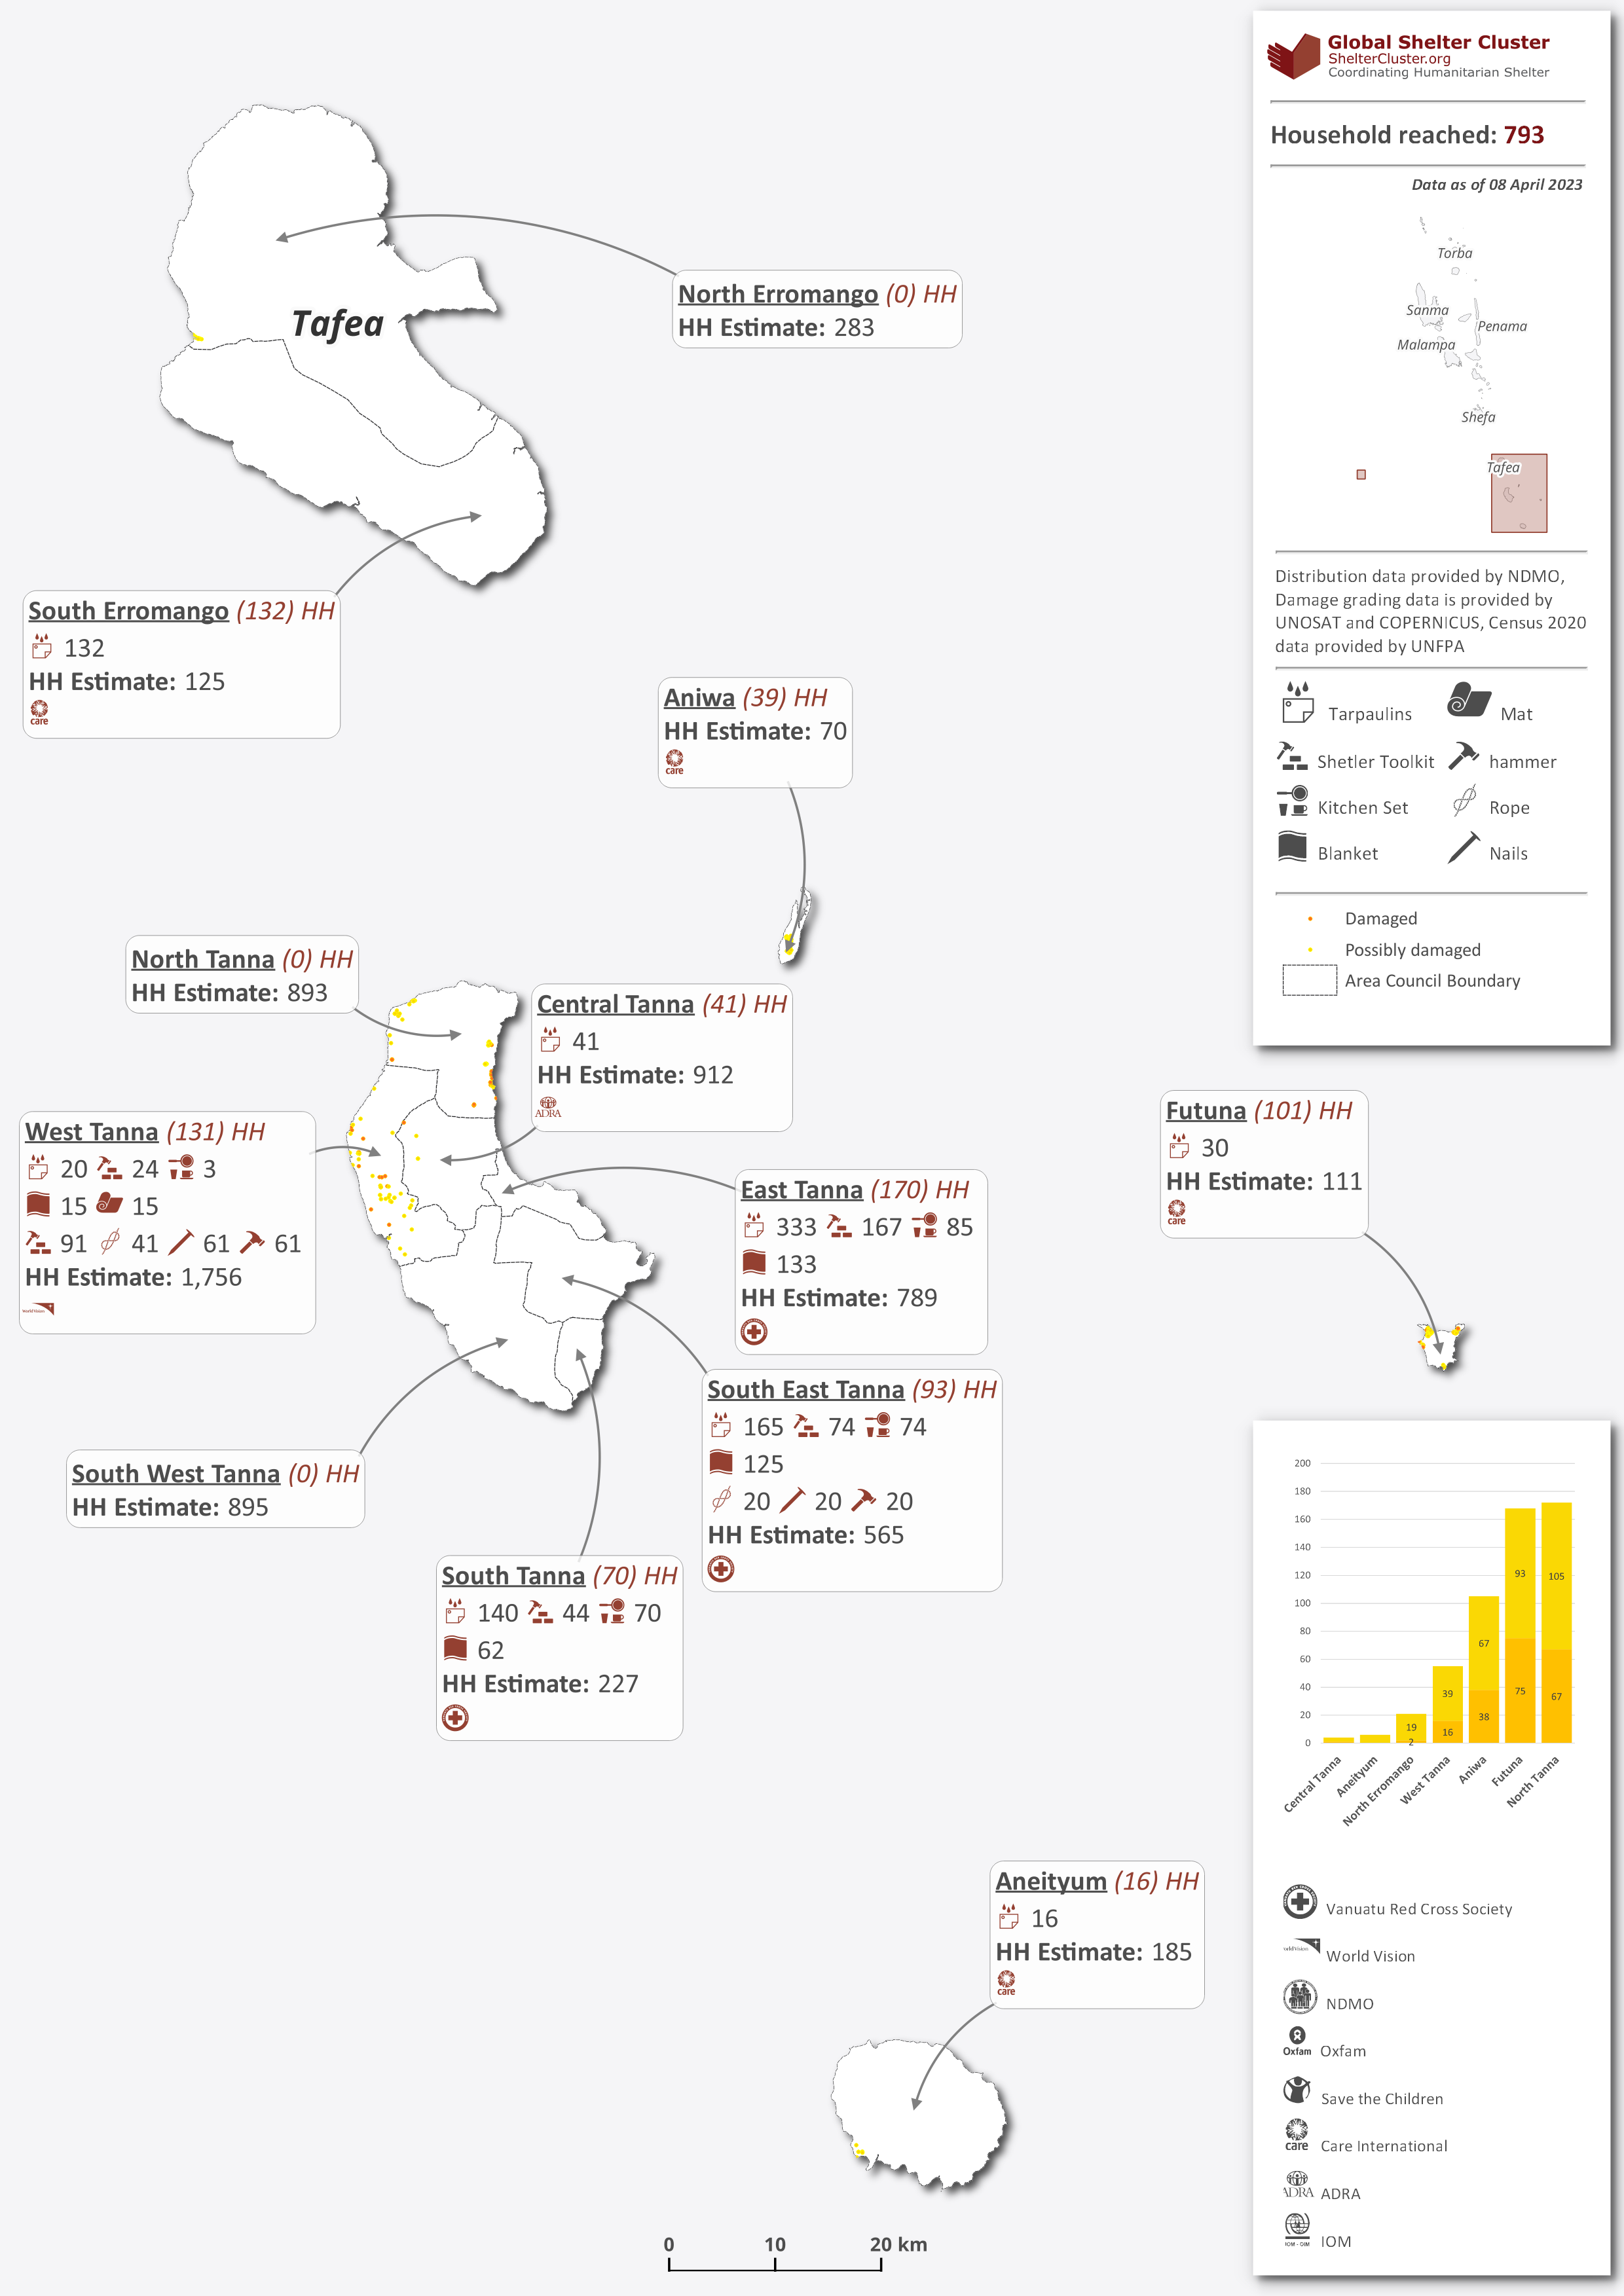 Global Shelter Cluster
ShelterCluster.org
Coordinating Humanitarian Shelter
Household reached: 793
Data as of 08 April 2023
Torba
Sanma
Penama
Malampa
Shefa
Tafea
Distribution data provided by NDMO,
Damage grading data is provided by
UNOSAT and COPERNICUS, Census 2020
data provided by UNFPA
Tarpaulins
Mat
Shetler Toolkit
hammer
Kitchen Set
Rope
Blanket
Nails
Damaged
Possibly damaged
Area Council Boundary
Tafea
North Erromango (0) HH
HH Estimate: 283
South Erromango (132) HH
132
HH Estimate: 125
care
Aniwa (39) HH
HH Estimate: 70
care
North Tanna (0) HH
HH Estimate: 893
Central Tanna (41) HH
41
HH Estimate: 912
ADRA
West Tanna (131) HH
20 24 3
15 15
91 41 61 61
HH Estimate: 1,756
World Vision
Futuna (101) HH
30
HH Estimate: 111
care
East Tanna (170) HH
333 167 85
133
HH Estimate: 789
South East Tanna (93) HH
165 74 74
125
20 20 20
HH Estimate: 565
South West Tanna (0) HH
HH Estimate: 895
South Tanna (70) HH
140 44 70
62
HH Estimate: 227
Aneityum (16) HH
16
HH Estimate: 185
care
0 10 20 km
200
180
160
140
120
100
80
60
40
20
0
19
2
39
16
67
38
93
75
105
67
Central Tanna
Aneityum
North Erromango
West Tanna
Aniwa
Futuna
North Tanna
Vanuatu Red Cross Society
World Vision
NDMO
Oxfam Oxfam
Save the Children
care Care International
ADRA ADRA
IOM • OIM IOM